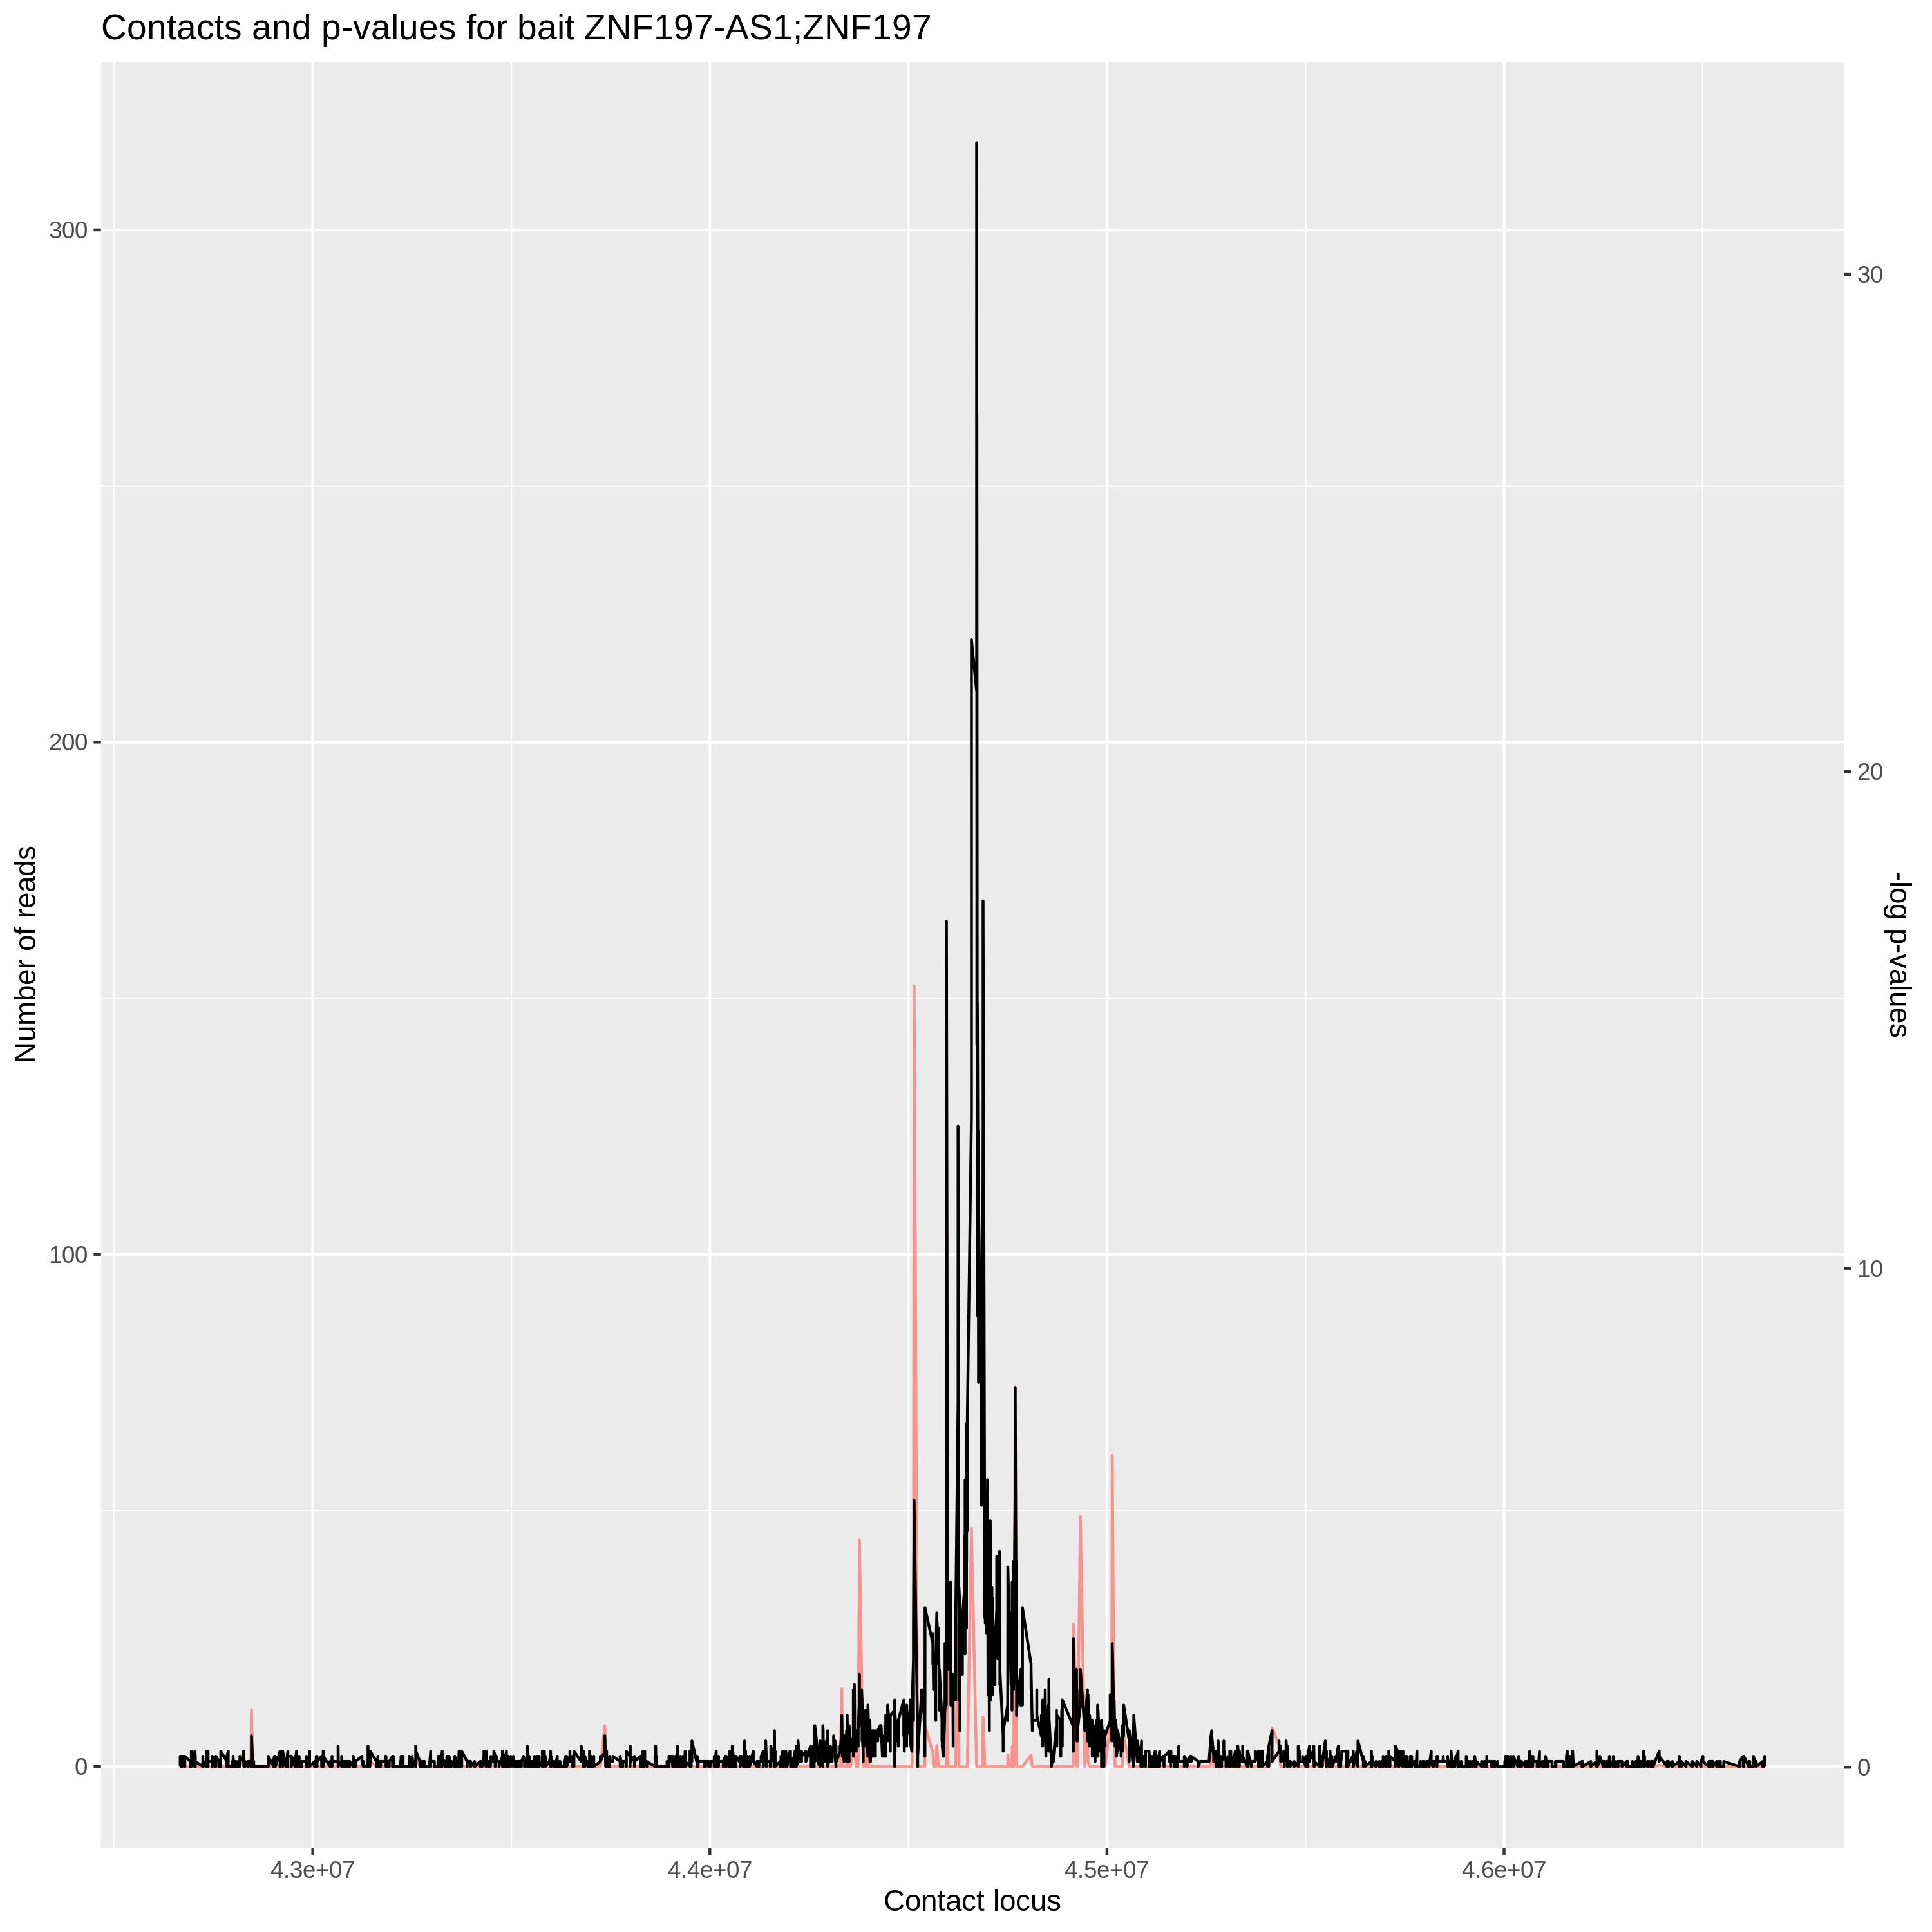 Contacts and p-values for bait ZNF197-AS1;ZNF197
300
200
100
0
Number of reads
30
20
10
0
-log p-values
4.3e+07
4.4e+07
4.5e+07
4.6e+07
Contact locus